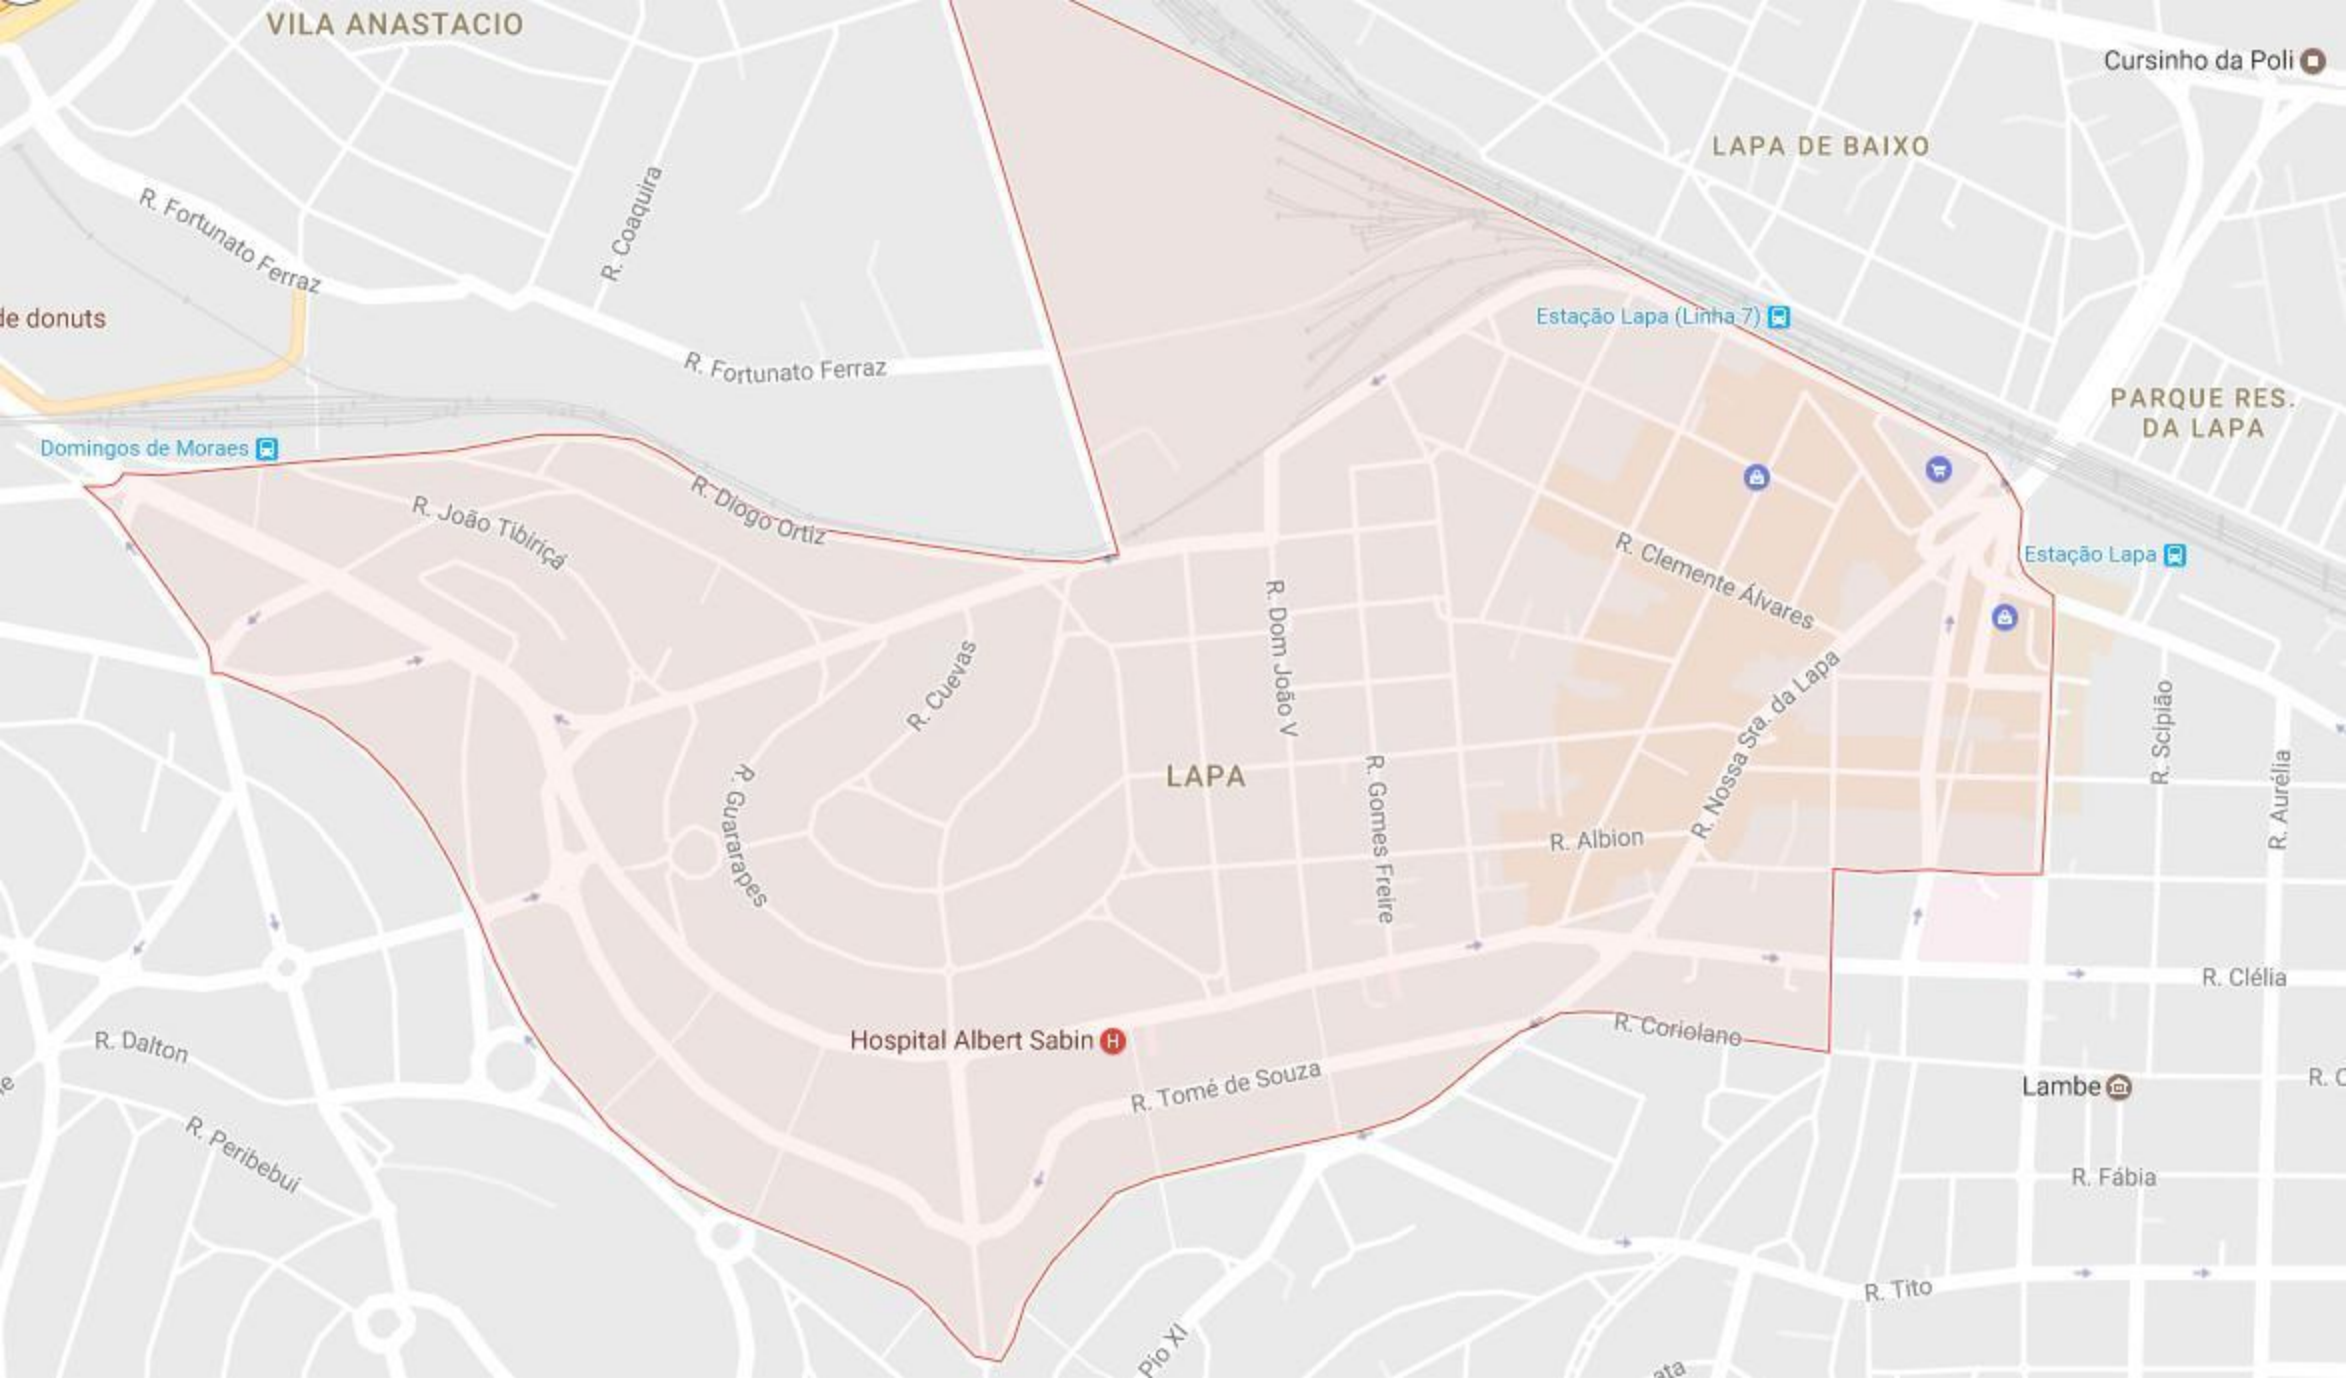 VILA ANASTACIO
Cursinho da Poli
LAPA DE BAIXO
R. Fortunato Ferraz
R. Coaquira
de donuts
Estação Lapa (Linha 7)
R. Fortunato Ferraz
PARQUE RES.
DA LAPA
Domingos de Moraes
R. João Tibiriçá
R. Diogo Ortiz
R. Clemente Álvares
Estação Lapa
R. Dom João V
R. Cuevas
R. Nossa Sra. da Lapa
R. Scipião
R. Aurélia
LAPA
R. Guararapes
R. Gomes Freire
R. Albion
R. Clélia
R. Dalton
Hospital Albert Sabin H
R. Coriolano
R. Tomé de Souza
Lambe
R. C
R. Peribebui
R. Fábia
R. Tito
Pio XI
ata
e